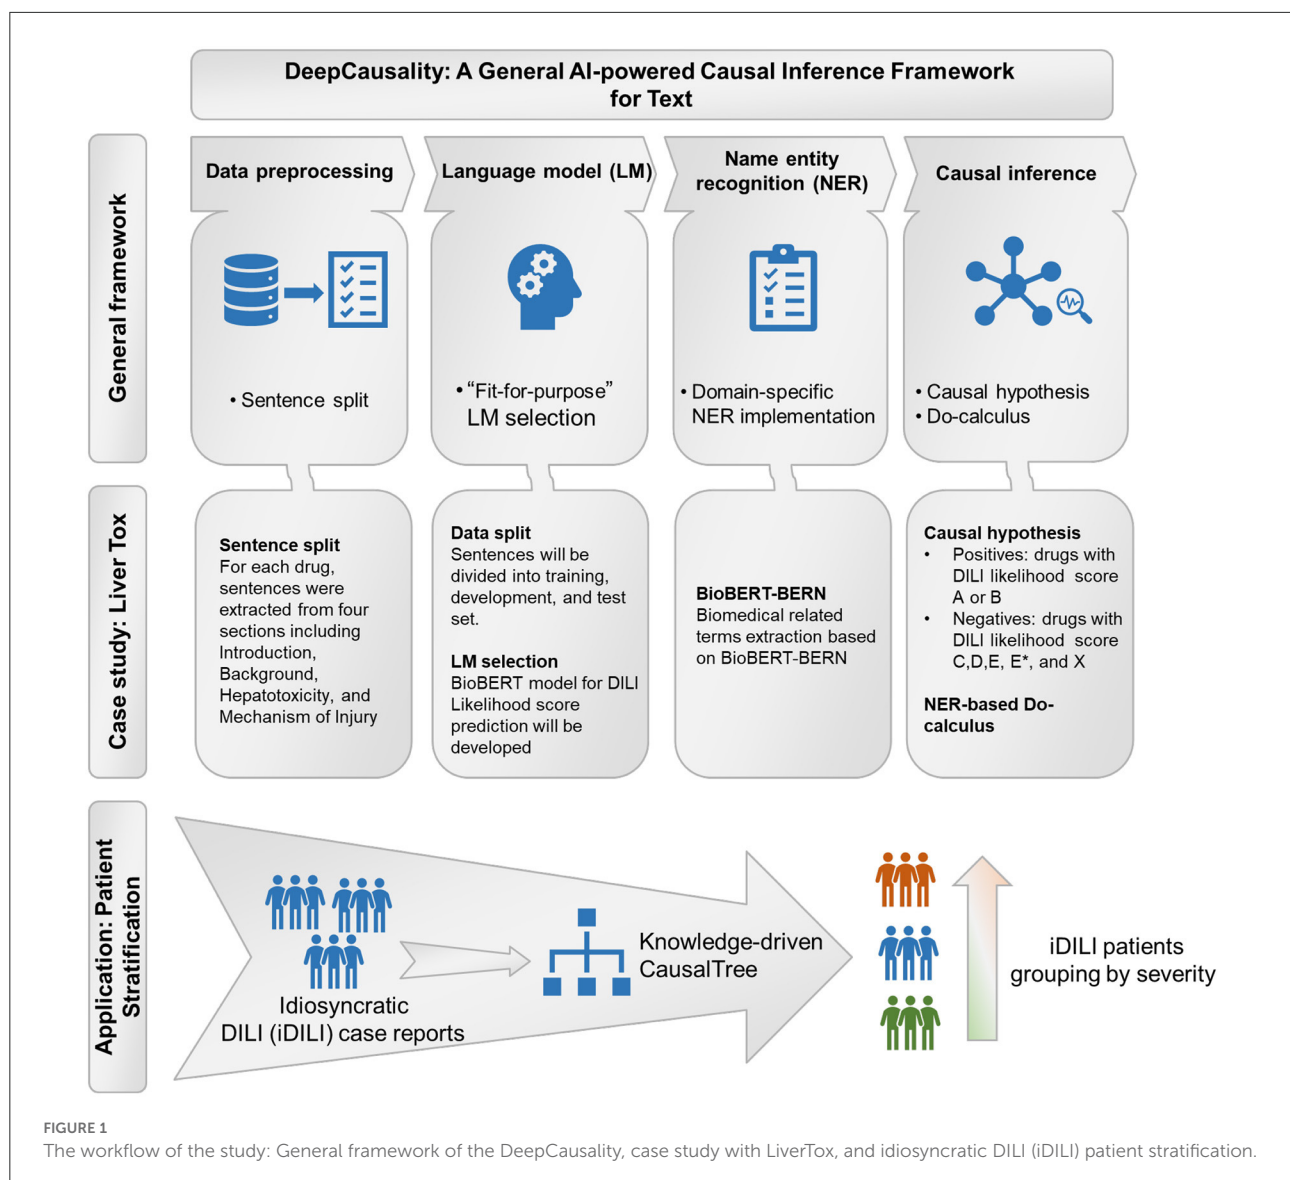 DeepCausality: A General AI-powered Causal Inference Framework
for Text
General framework
Data preprocessing
Language model (LM)
Name entity
recognition (NER)
Causal inference
• Sentence split
• “Fit-for-purpose”
LM selection
• Domain-specific
NER implementation
• Causal hypothesis
• Do-calculus
Case study: Liver Tox
Sentence split
For each drug,
sentences were
extracted from four
sections including
Introduction,
Background,
Hepatotoxicity, and
Mechanism of Injury
Data split
Sentences will be
divided into training,
development, and test
set.
LM selection
BioBERT model for DILI
Likelihood score
prediction will be
developed
BioBERT-BERN
Biomedical related
terms extraction based
on BioBERT-BERN
Causal hypothesis
• Positives: drugs with
DILI likelihood score
A or B
• Negatives: drugs with
DILI likelihood score
C,D,E, E*, and X
NER-based Do-
calculus
Application: Patient
Stratification
Idiosyncratic
DILI (iDILI) case reports
Knowledge-driven
CausalTree
iDILI patients
grouping by severity
FIGURE 1
The workflow of the study: General framework of the DeepCausality, case study with LiverTox, and idiosyncratic DILI (iDILI) patient stratification.